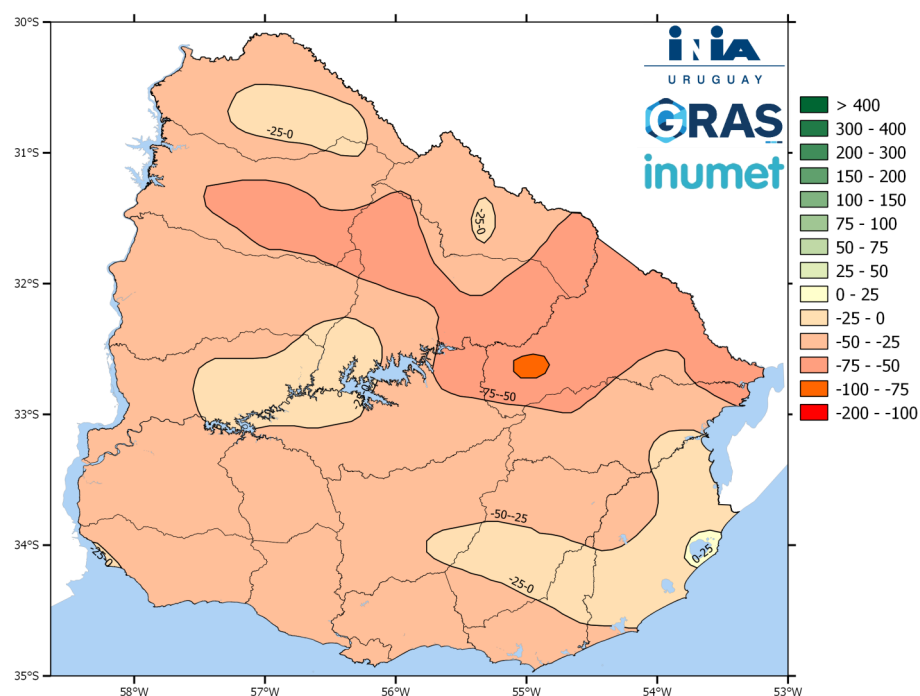 30°S
31°S
32°S
33°S
34°S
35°S
58°W
57°W
56°W
55°W
54°W
53°W
iNiA
URUGUAY
GRAS
inumet
> 400
300 - 400
200 - 300
150 - 200
100 - 150
75 - 100
50 - 75
25 - 50
0 - 25
-25 - 0
-50 - -25
-75 - -50
-100 - -75
-200 - -100
-25-0
-25-0
-75--50
-50--25
-25-0
-25-0
0-25